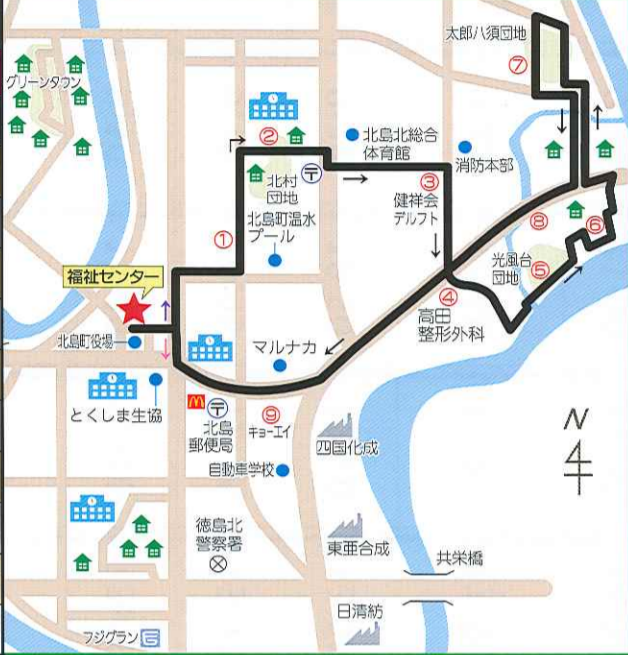 太郎八須団地
⑦
グリーンタウン
②
北島北総合
体育館
消防本部
北村
団地
〒
③
健祥会
デルフト
①
北島町温水
プール
⑧
⑥
光風台
団地
⑤
福祉センター
④
高田
整形外科
北島町役場
マルナカ
とくしま生協
M
〒
北島
郵便局
⑨
キョーエイ
四国化成
N
自動車学校
徳島北
警察署
東亜合成
共栄橋
日清紡
フジグラン